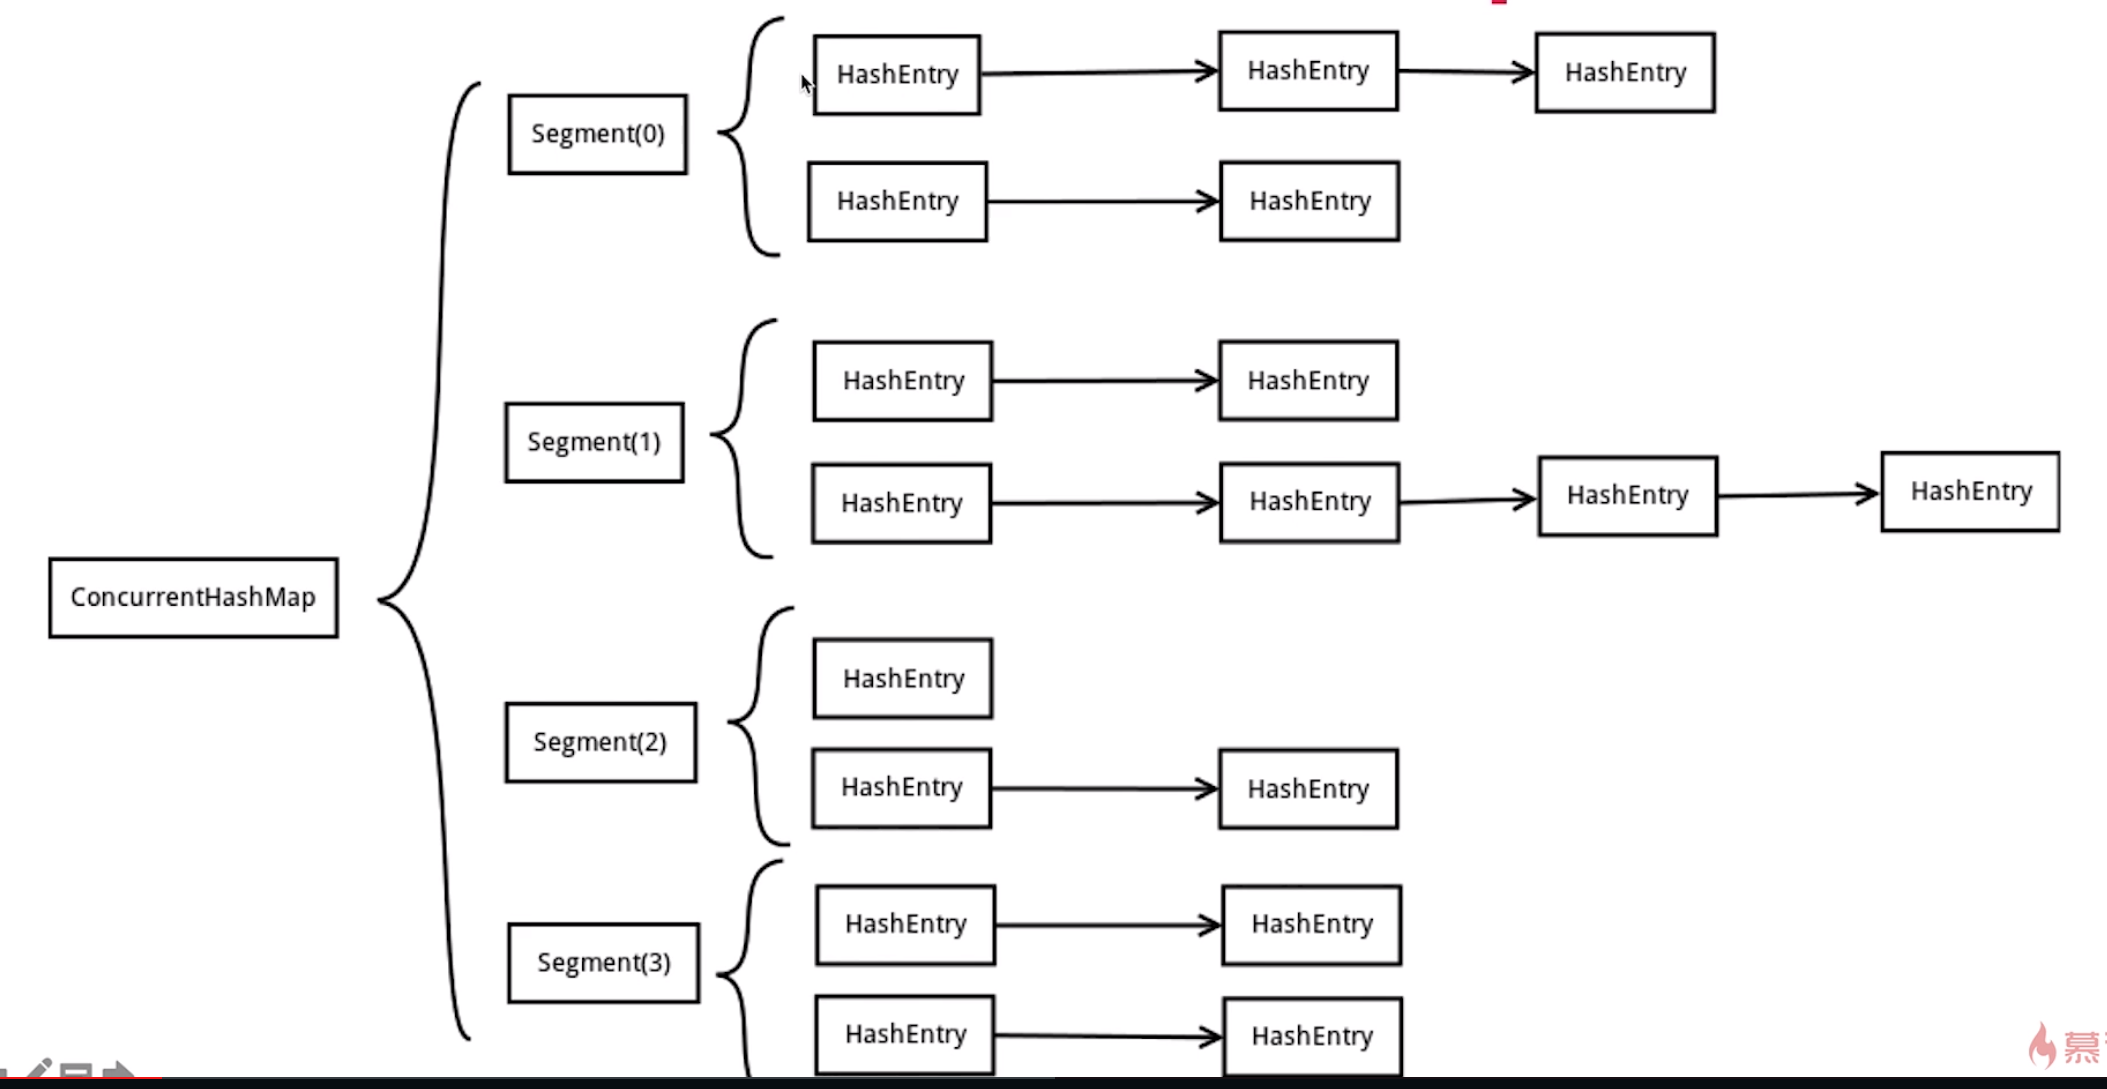 HashEntry HashEntry HashEntry
Segment(0)
HashEntry HashEntry
HashEntry HashEntry
Segment(1)
HashEntry HashEntry HashEntry HashEntry
ConcurrentHashMap
HashEntry
Segment(2)
HashEntry HashEntry
HashEntry HashEntry
Segment(3)
HashEntry HashEntry
慕